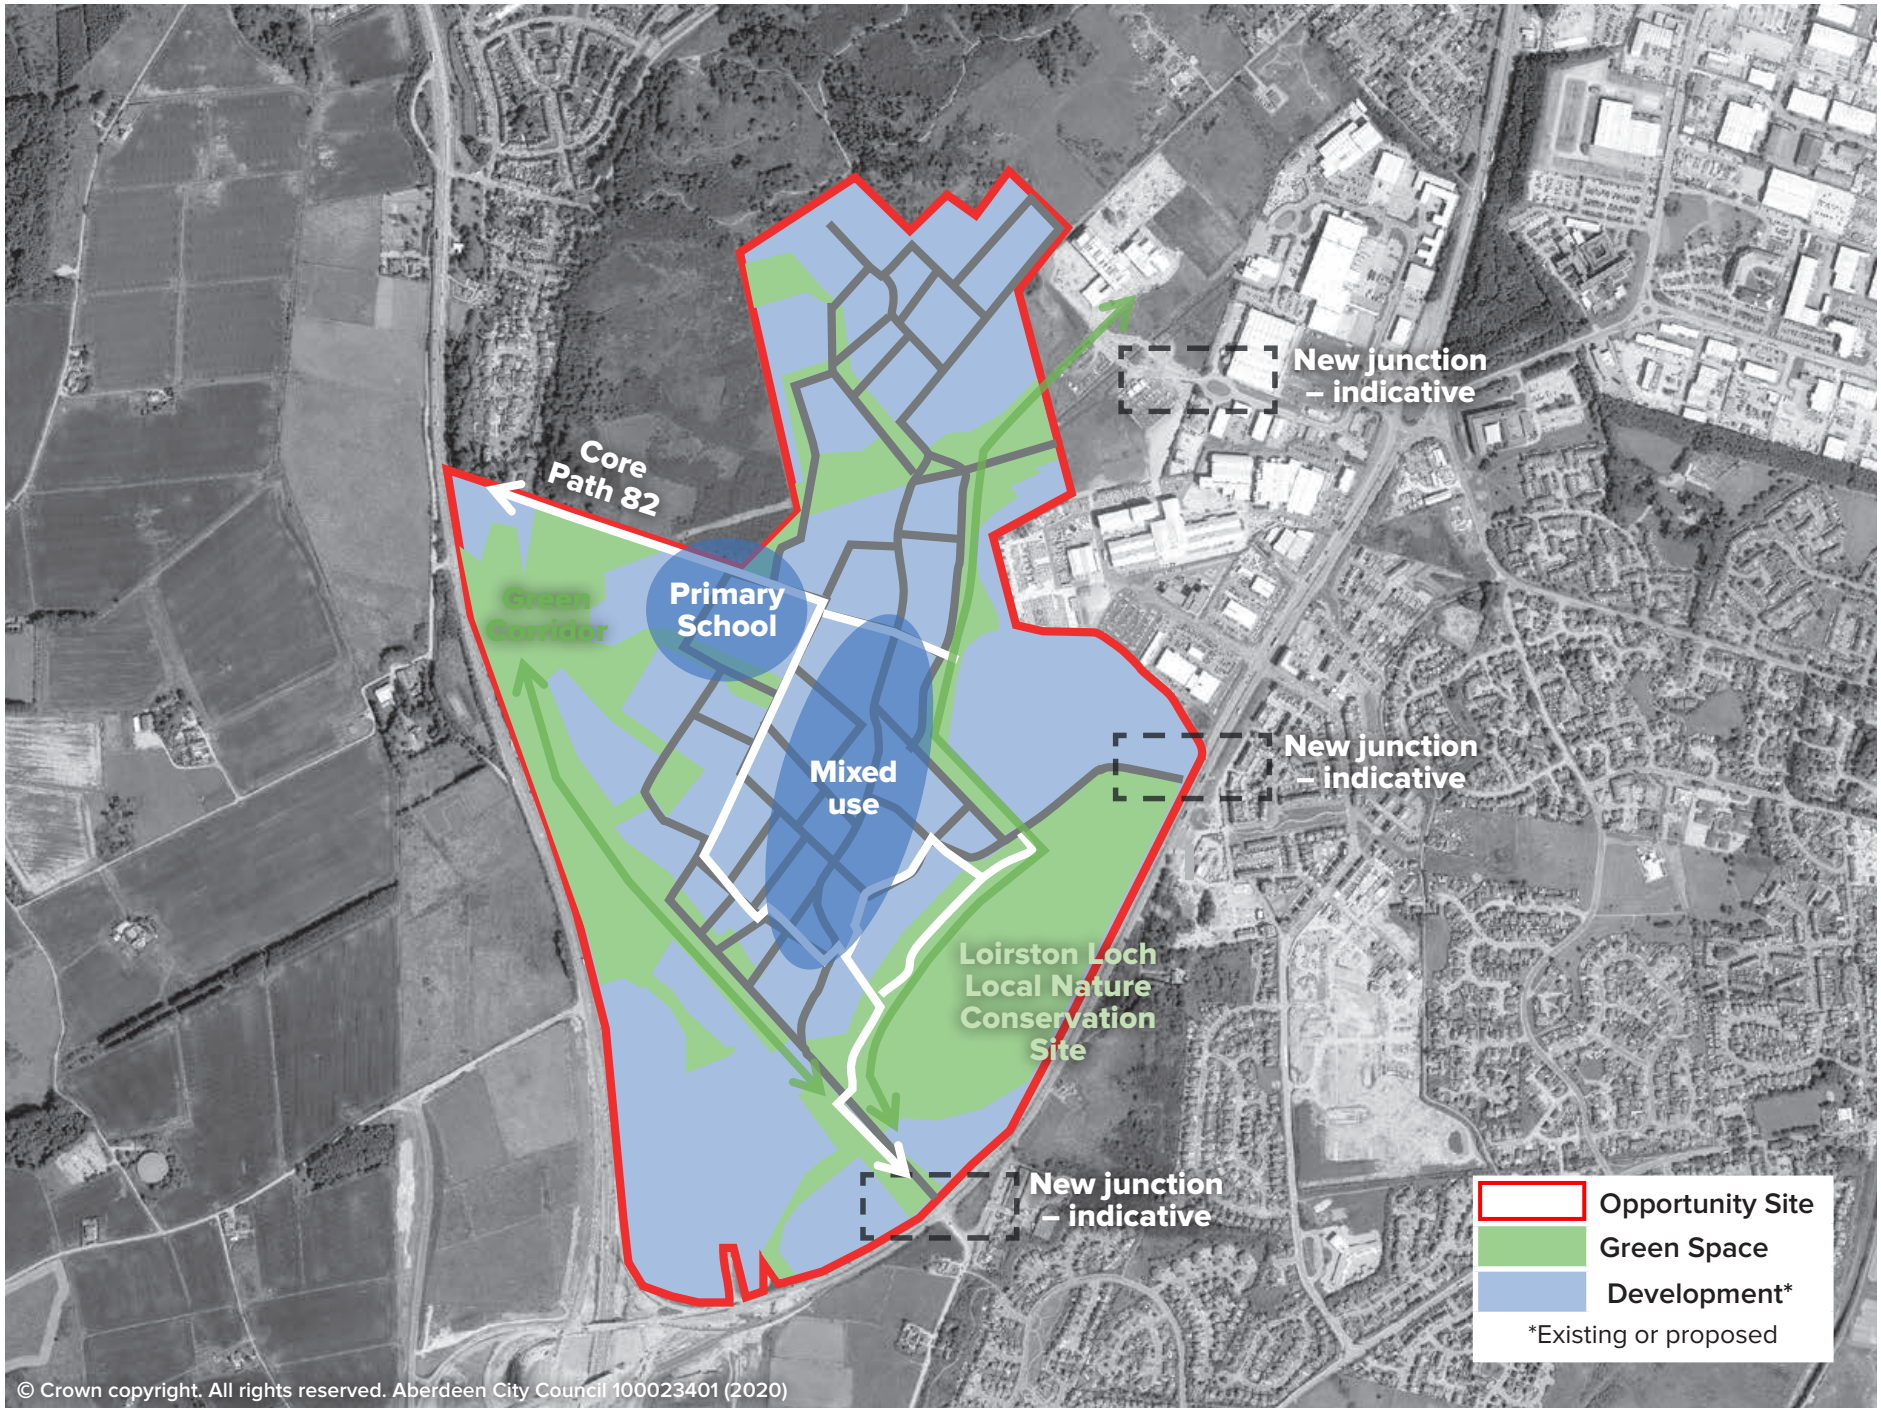 New junction
– indicative
Core
Path 82
Primary
School
Green
Corridor
New junction
– indicative
Mixed
use
Loirston Loch
Local Nature
Conservation
Site
New junction
– indicative
Opportunity Site
Green Space
Development*
*Existing or proposed
© Crown copyright. All rights reserved. Aberdeen City Council 100023401 (2020)